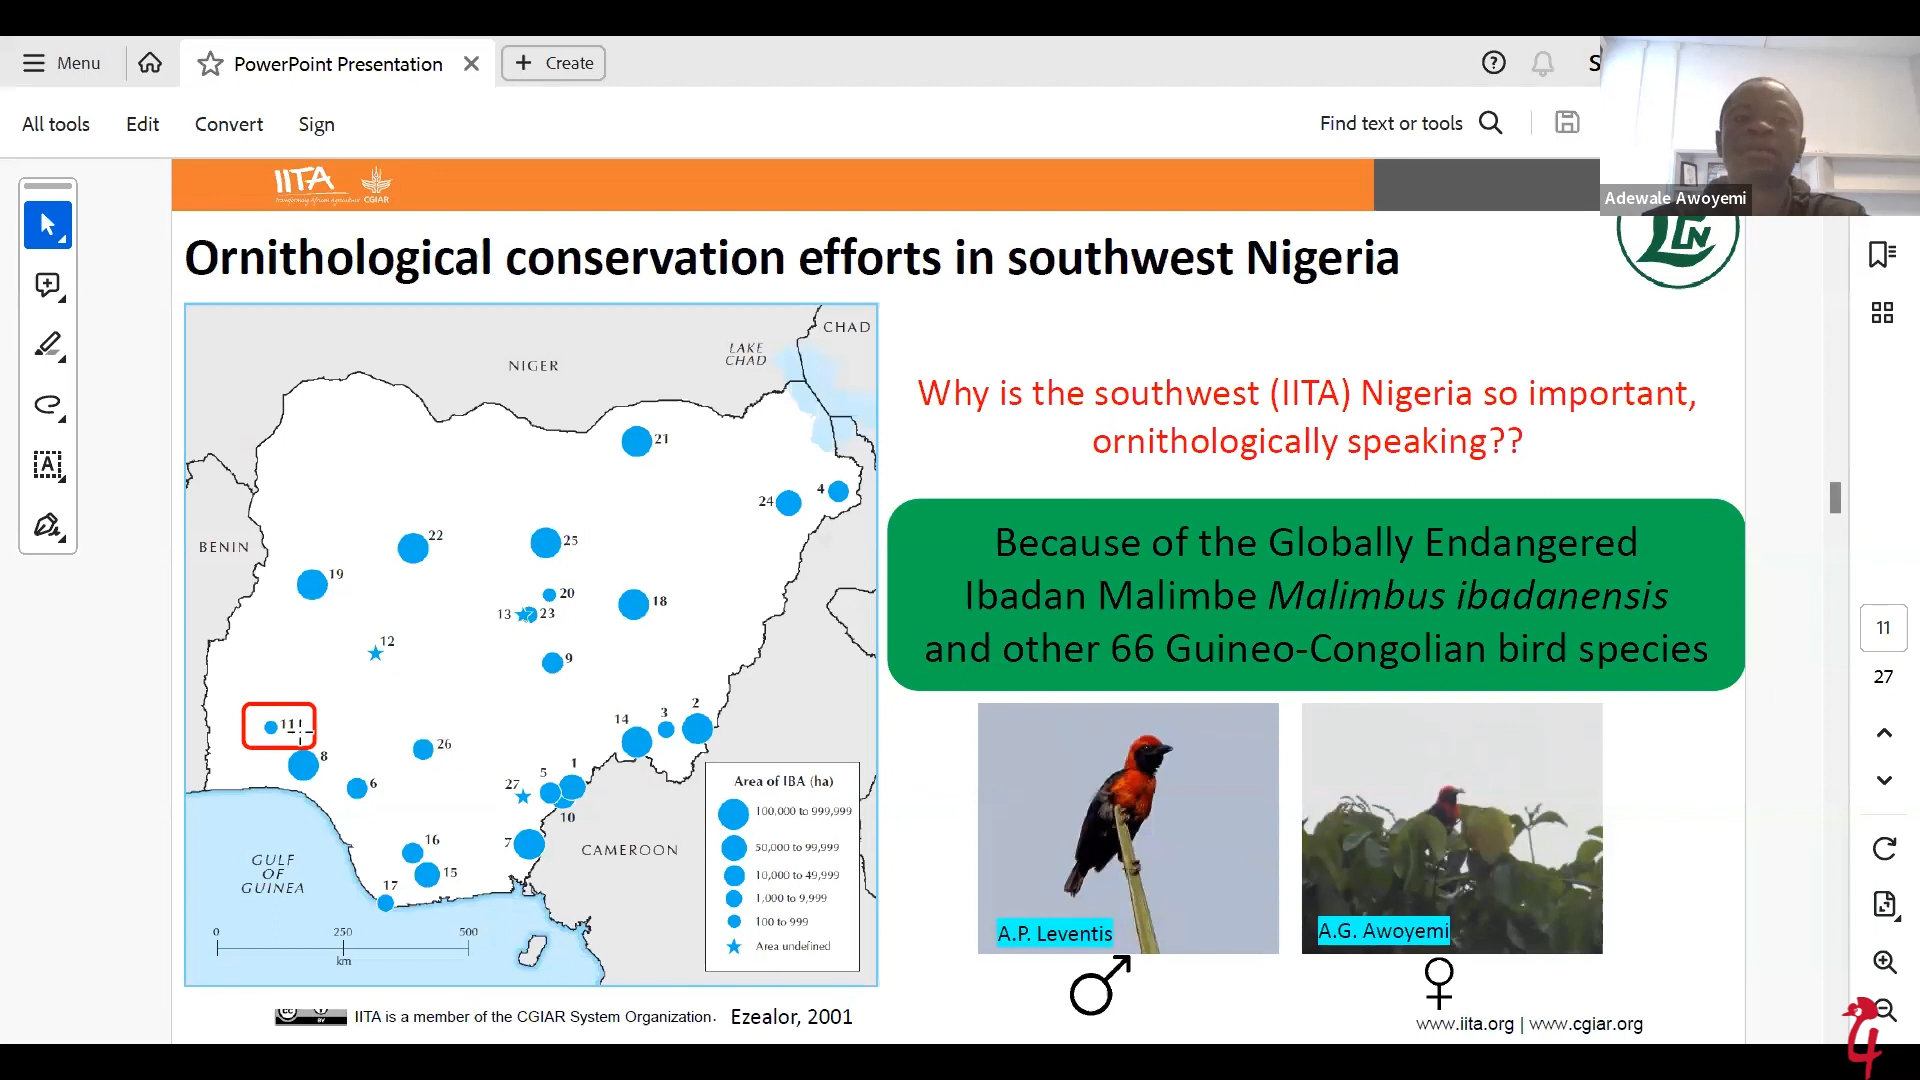 Menu
PowerPoint Presentation
Create
S
All tools
Edit
Convert
Sign
Find text or tools
Adewale Awoyemi
IITA
Transforming African Agriculture
CGIAR
LCN
Ornithological conservation efforts in southwest Nigeria
CHAD
LAKE
CHAD
NIGER
BENIN
CAMEROON
GULF
OF
GUINEA
21
4
24
22
25
19
20
18
13
23
12
9
11
8
26
6
14
3
2
5
1
27
10
7
16
15
17
0 250 500
km
Area of IBA (ha)
100,000 to 999,999
50,000 to 99,999
10,000 to 49,999
1,000 to 9,999
100 to 999
Area undefined
Why is the southwest (IITA) Nigeria so important,
ornithologically speaking??
Because of the Globally Endangered
Ibadan Malimbe Malimbus ibadanensis
and other 66 Guineo-Congolian bird species
A.P. Leventis
A.G. Awoyemi
♂
♀
cc BY
IITA is a member of the CGIAR System Organization.
Ezealor, 2001
www.iita.org | www.cgiar.org
11
27
4